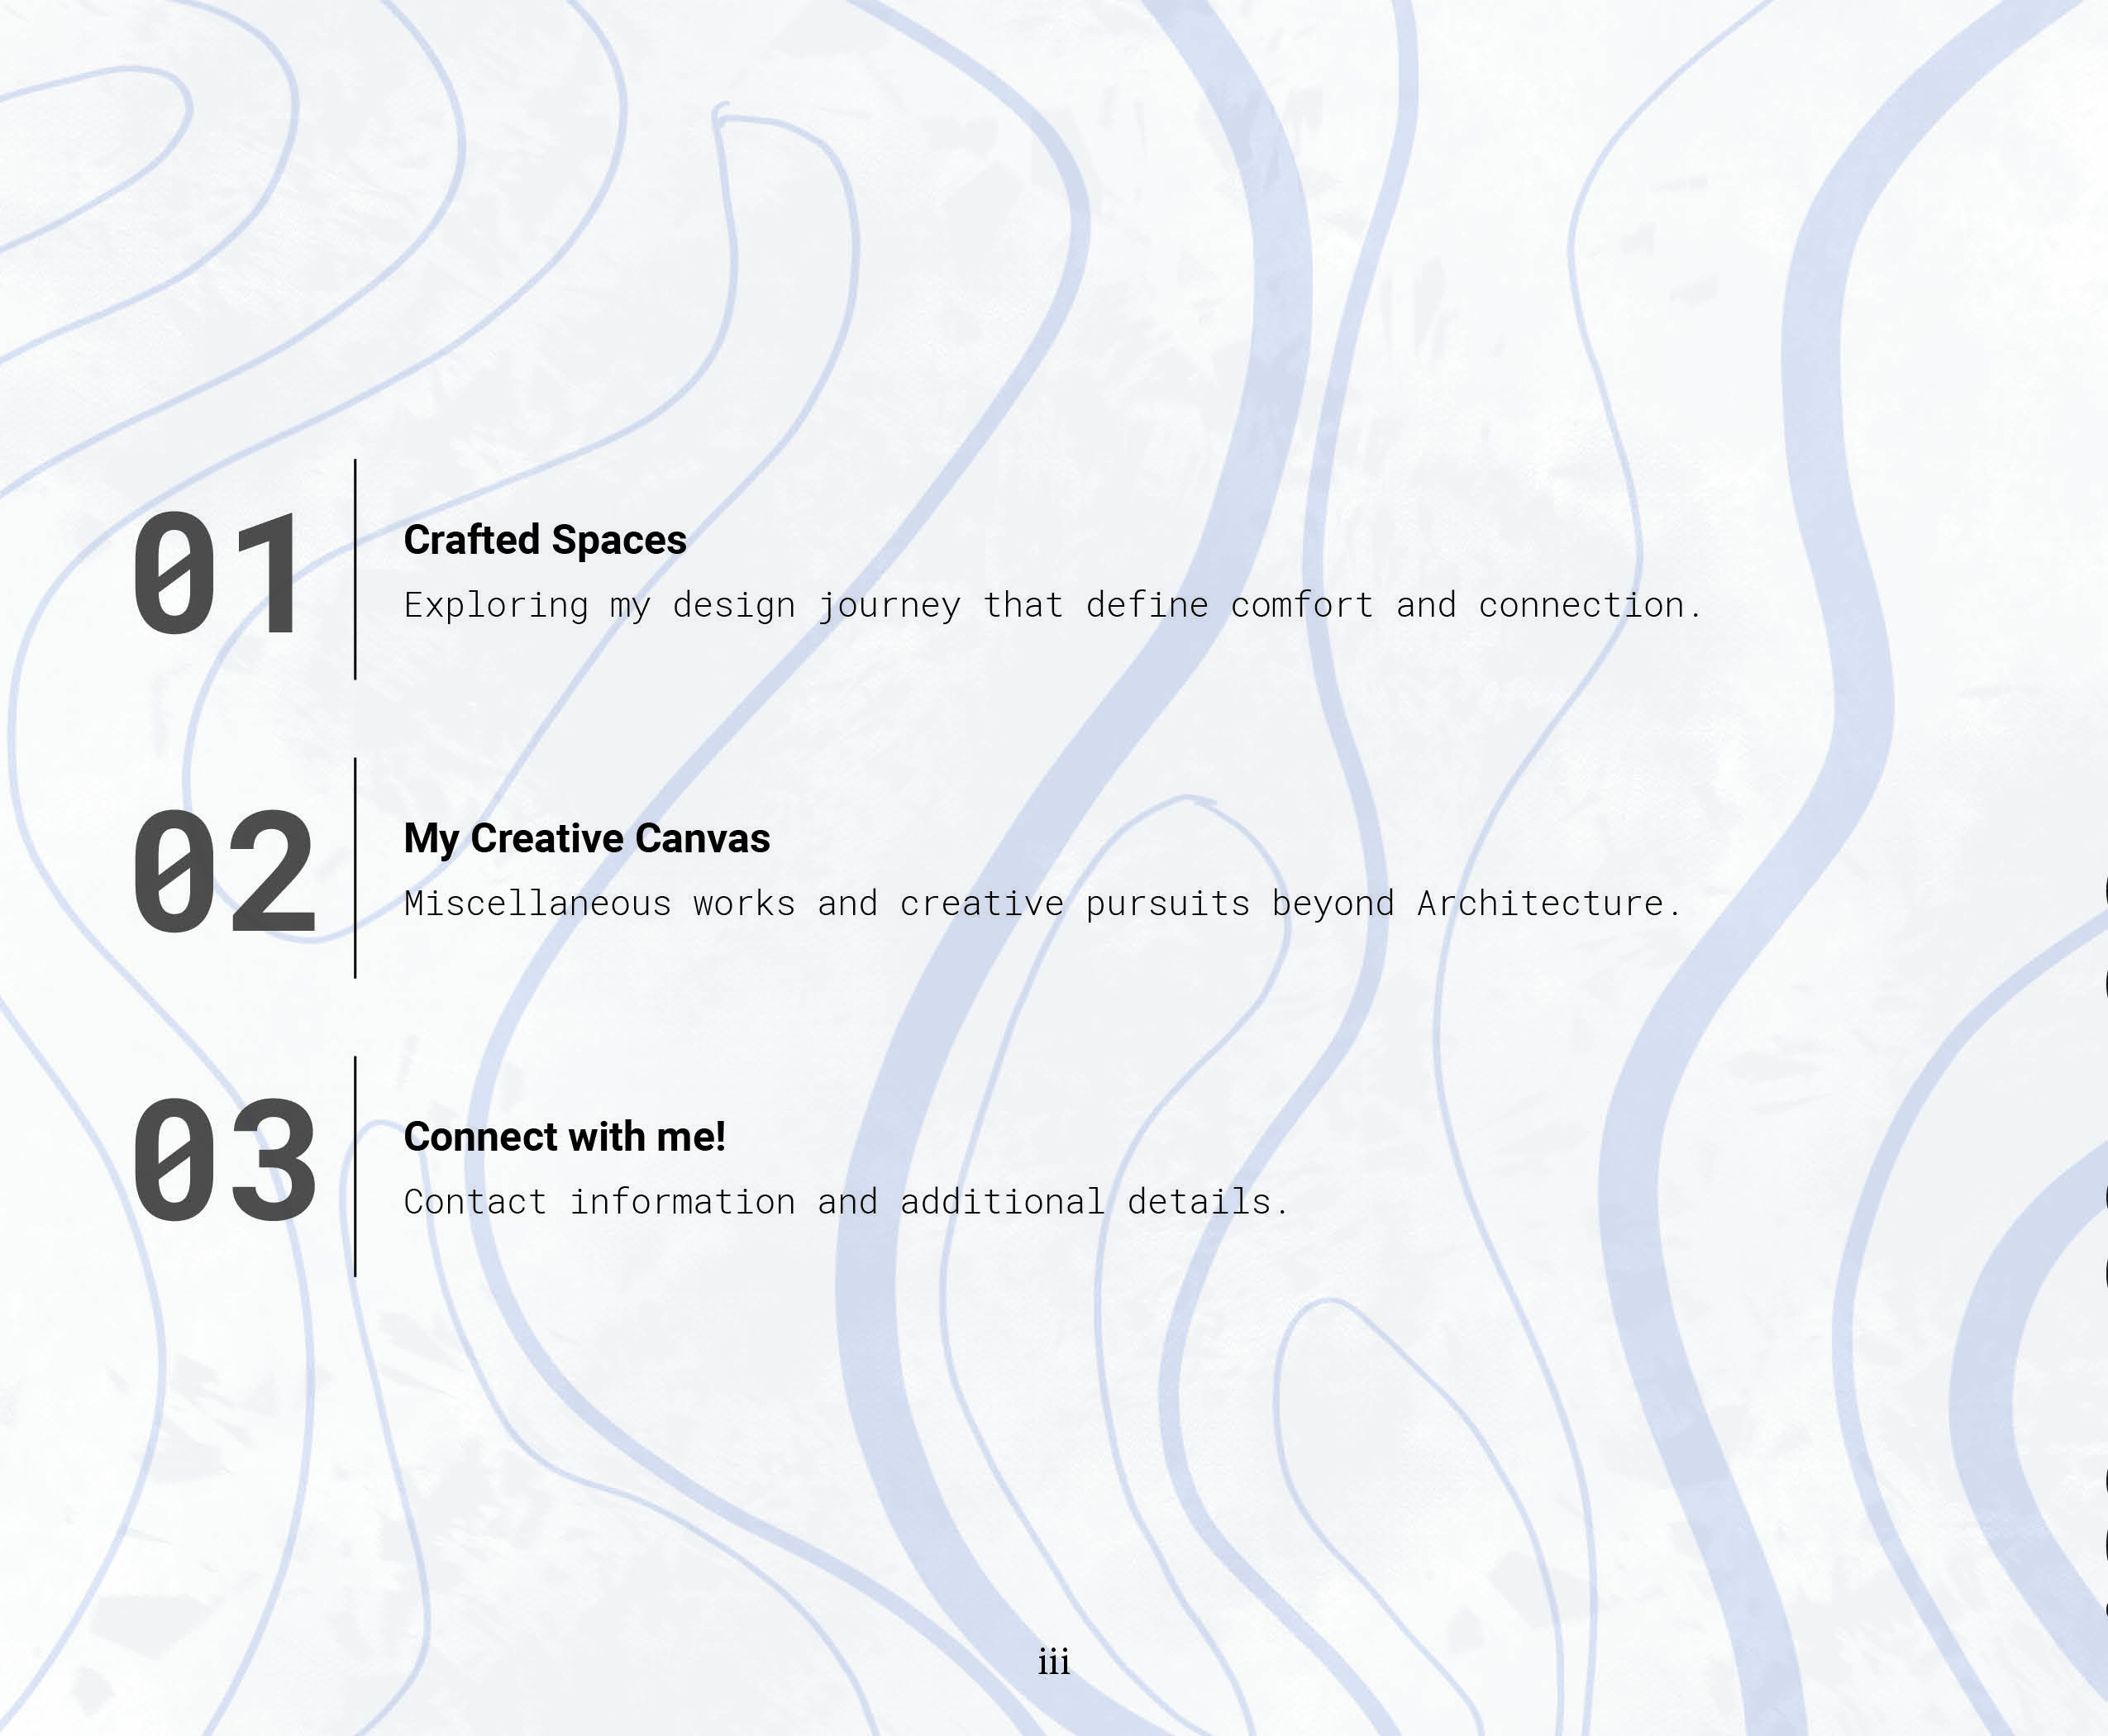 01
Crafted Spaces
Exploring my design journey that define comfort and connection.
02
My Creative Canvas
Miscellaneous works and creative pursuits beyond Architecture.
03
Connect with me!
Contact information and additional details.
iii